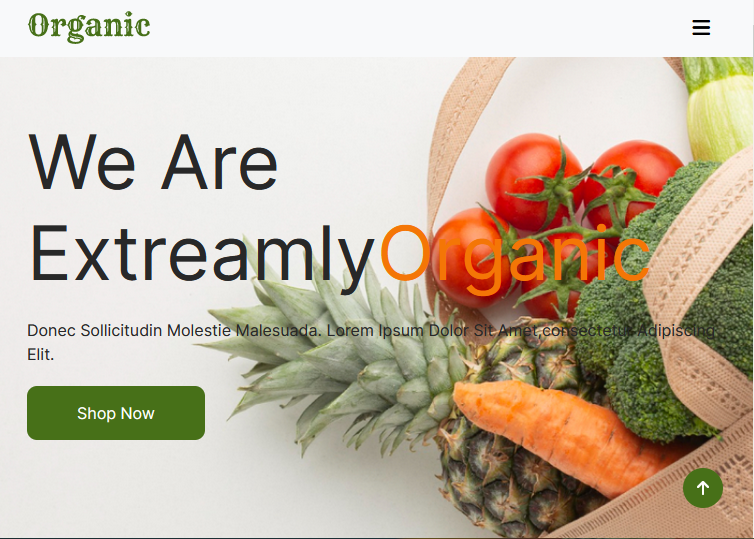 Organic
We Are
ExtreamlyOrganic
Donec Sollicitudin Molestie Malesuada. Lorem Ipsum Dolor Sit Amet,consectetur Adipiscing
Elit.
Shop Now